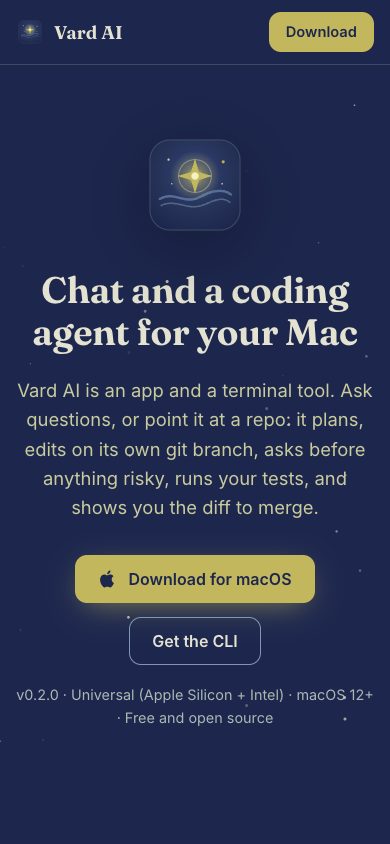 Vard AI
Download
Chat and a coding
agent for your Mac
Vard AI is an app and a terminal tool. Ask
questions, or point it at a repo: it plans,
edits on its own git branch, asks before
anything risky, runs your tests, and
shows you the diff to merge.
Download for macOS
Get the CLI
v0.2.0 · Universal (Apple Silicon + Intel) · macOS 12+
· Free and open source